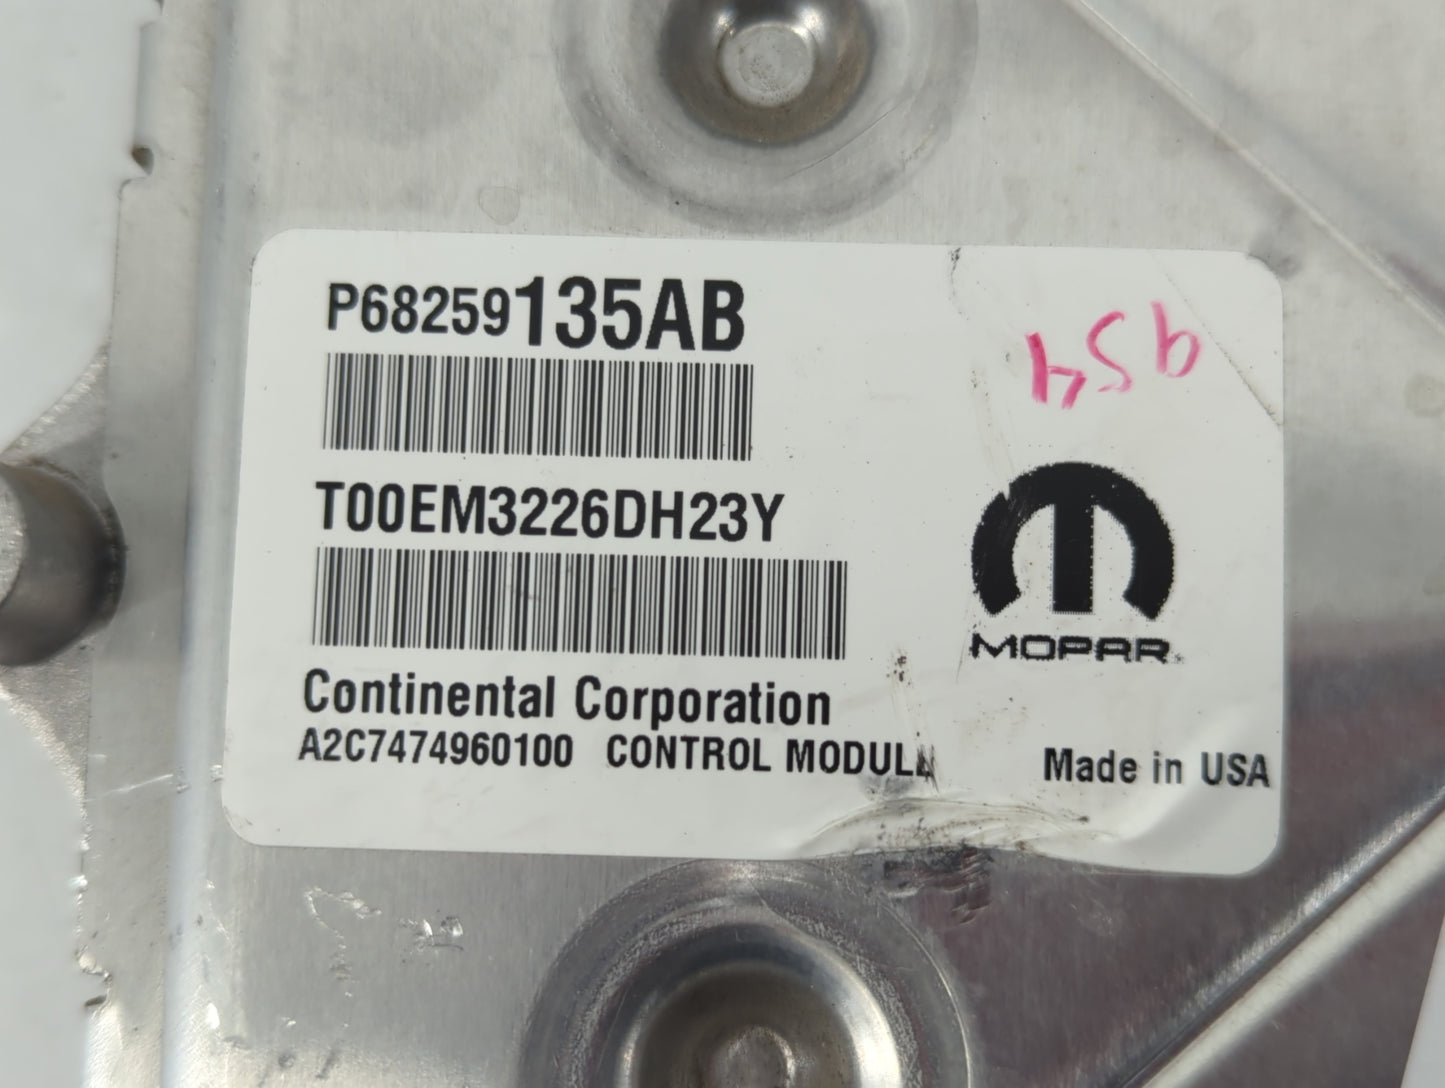 P68259135AB
954
T00EM3226DH23Y
MOPAR
Continental Corporation
A2C7474960100 CONTROL MODULE
Made in USA